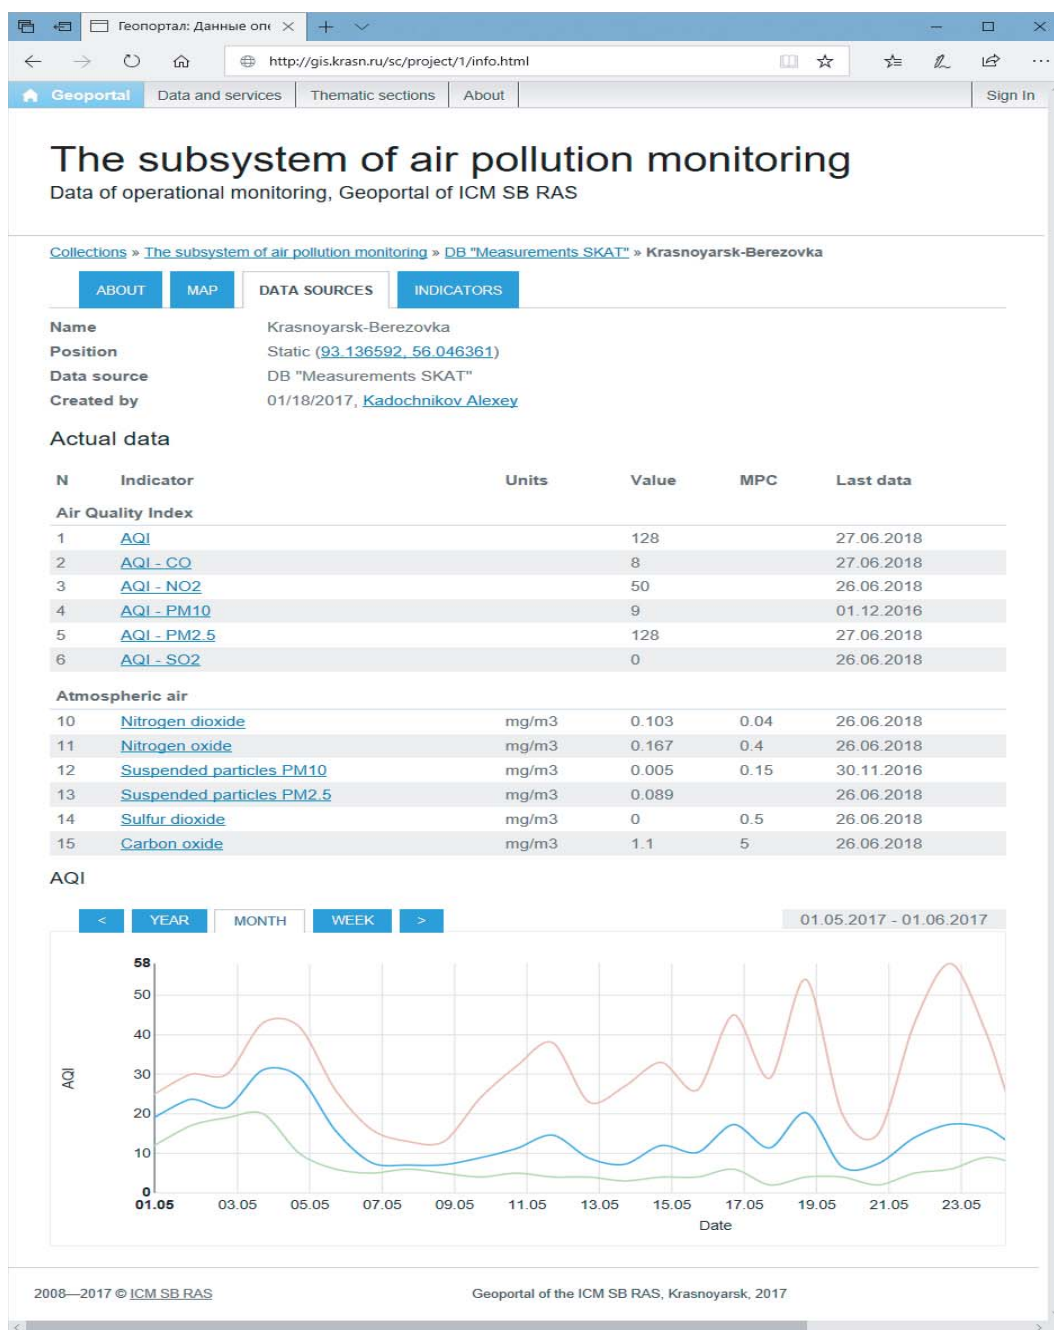 Геопортал: Данные опе
http://gis.krasn.ru/sc/project/1/info.html
Geoportal Data and services Thematic sections About Sign In
The subsystem of air pollution monitoring
Data of operational monitoring, Geoportal of ICM SB RAS
Collections » The subsystem of air pollution monitoring » DB "Measurements SKAT" » Krasnoyarsk-Berezovka
ABOUT MAP DATA SOURCES INDICATORS
Name Krasnoyarsk-Berezovka
Position Static (93.136592, 56.046361)
Data source DB "Measurements SKAT"
Created by 01/18/2017, Kadochnikov Alexey
Actual data
N Indicator Units Value MPC Last data
Air Quality Index
1 AQI 128 27.06.2018
2 AQI - CO 8 27.06.2018
3 AQI - NO2 50 26.06.2018
4 AQI - PM10 9 01.12.2016
5 AQI - PM2.5 128 27.06.2018
6 AQI - SO2 0 26.06.2018
Atmospheric air
10 Nitrogen dioxide mg/m3 0.103 0.04 26.06.2018
11 Nitrogen oxide mg/m3 0.167 0.4 26.06.2018
12 Suspended particles PM10 mg/m3 0.005 0.15 30.11.2016
13 Suspended particles PM2.5 mg/m3 0.089 26.06.2018
14 Sulfur dioxide mg/m3 0 0.5 26.06.2018
15 Carbon oxide mg/m3 1.1 5 26.06.2018
AQI
< YEAR MONTH WEEK > 01.05.2017 - 01.06.2017
58
50
40
30
20
10
0
AQI
01.05 03.05 05.05 07.05 09.05 11.05 13.05 15.05 17.05 19.05 21.05 23.05
Date
2008—2017 © ICM SB RAS Geoportal of the ICM SB RAS, Krasnoyarsk, 2017